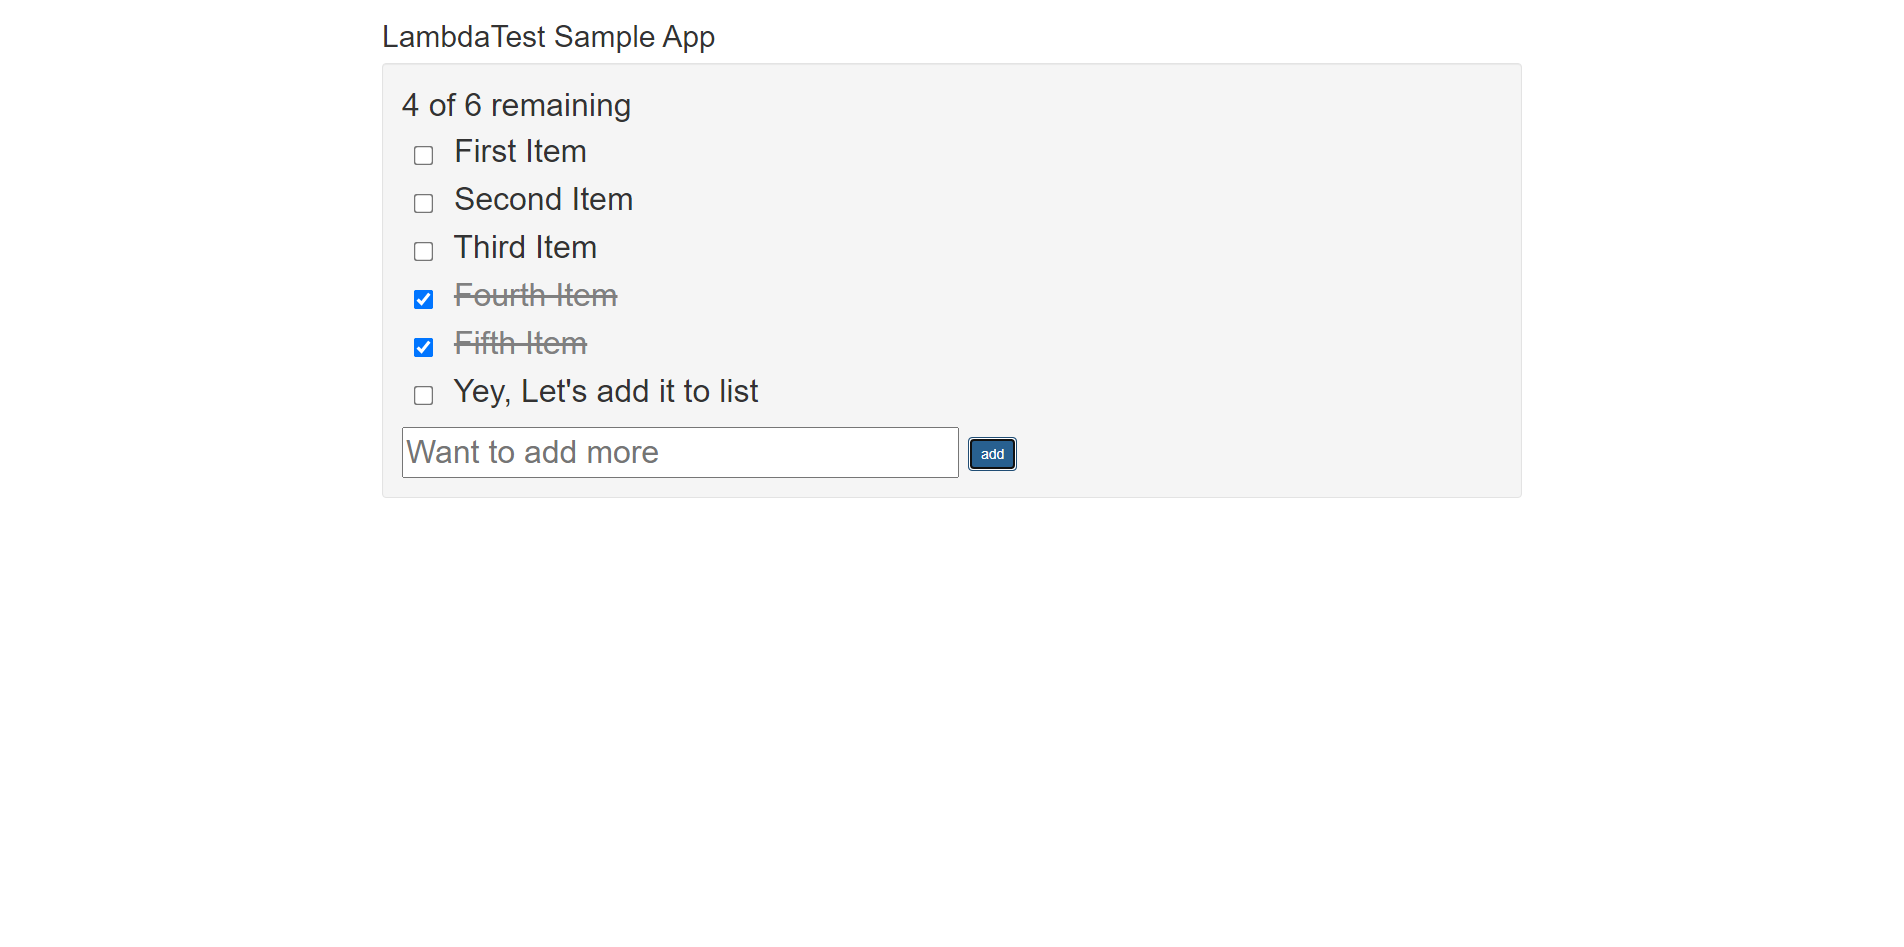 LambdaTest Sample App
4 of 6 remaining
First Item
Second Item
Third Item
Fourth Item
Fifth Item
Yey, Let's add it to list
Want to add more
add